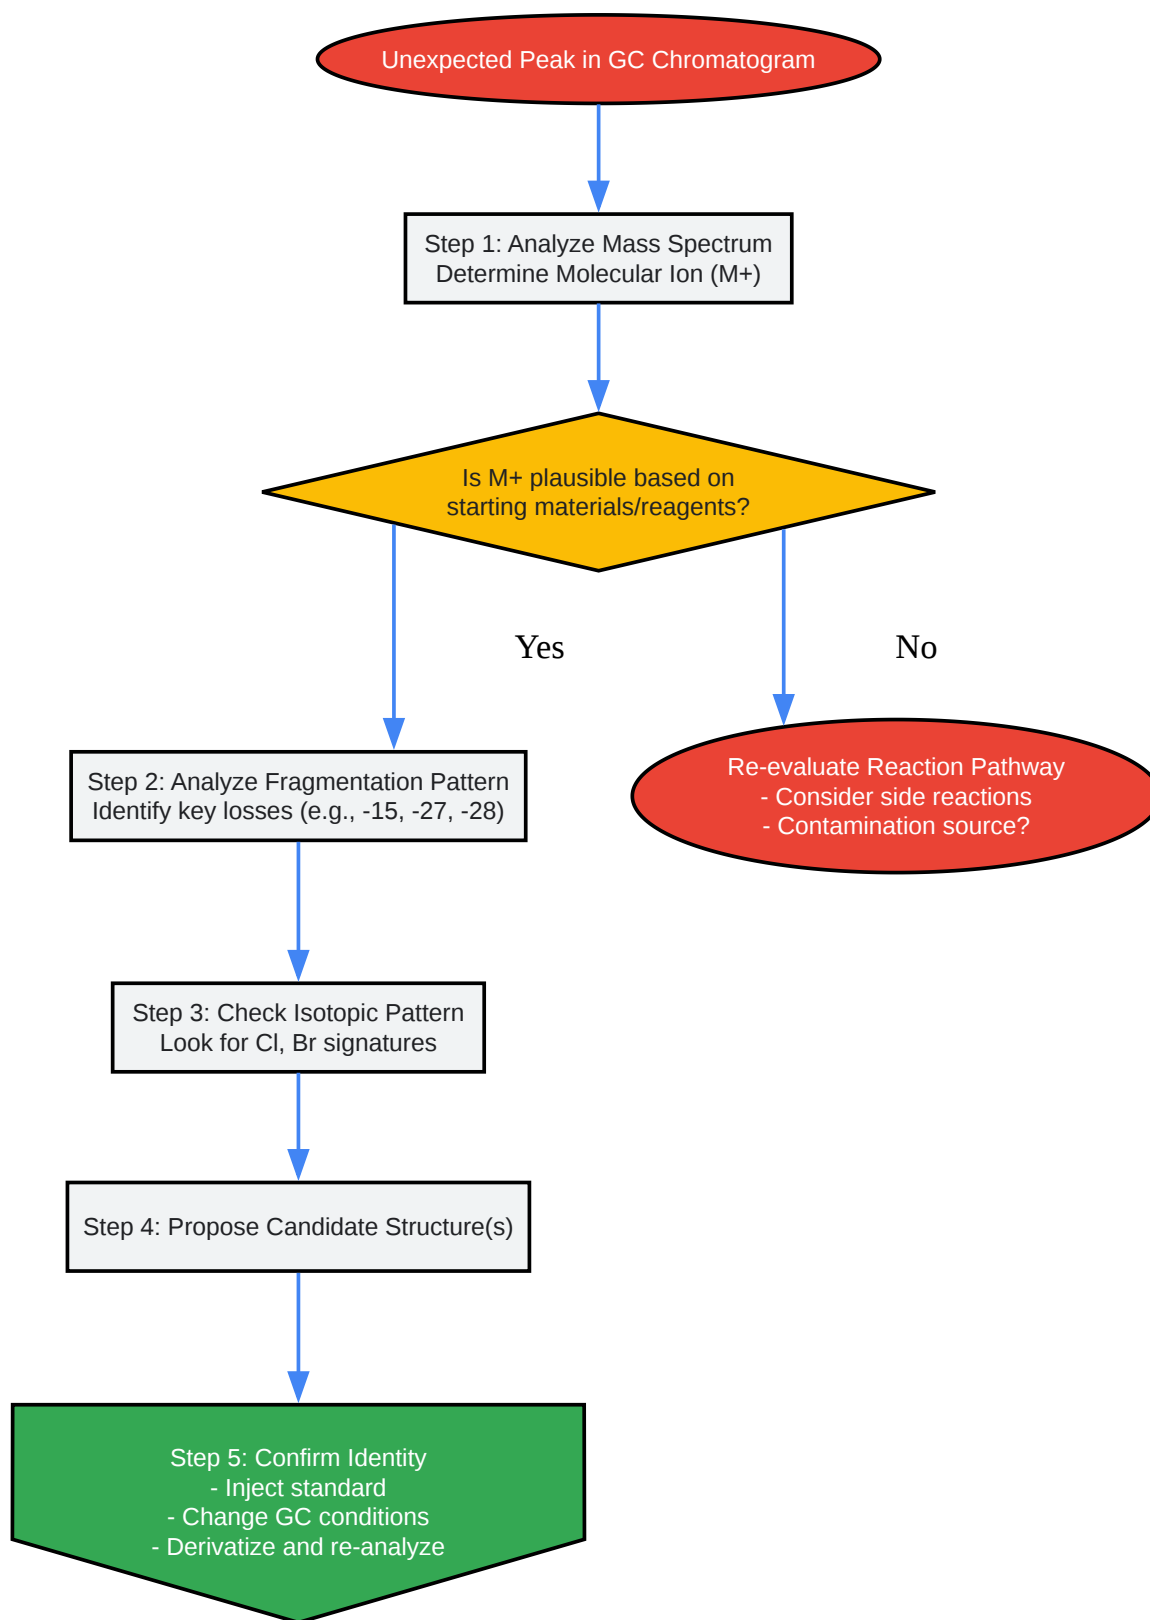 Unexpected Peak in GC Chromatogram
Step 1: Analyze Mass Spectrum
Determine Molecular Ion (M+)
Is M+ plausible based on
starting materials/reagents?
Yes
No
Step 2: Analyze Fragmentation Pattern
Identify key losses (e.g., -15, -27, -28)
Re-evaluate Reaction Pathway
- Consider side reactions
- Contamination source?
Step 3: Check Isotopic Pattern
Look for Cl, Br signatures
Step 4: Propose Candidate Structure(s)
Step 5: Confirm Identity
- Inject standard
- Change GC conditions
- Derivatize and re-analyze